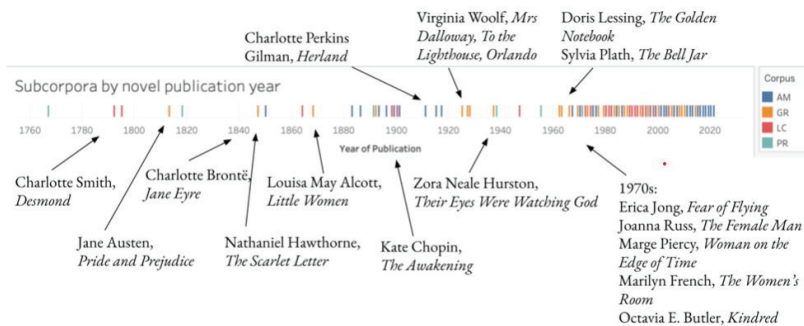 Virginia Woolf, Mrs
Dalloway, To the
Lighthouse, Orlando
Doris Lessing, The Golden
Notebook
Sylvia Plath, The Bell Jar
Charlotte Perkins
Gilman, Herland
Subcorpora by novel publication year
Corpus
AM
GR
LC
PR
1760 1780 1800 1820 1840 1860 1880 1900 1920 1940 1960 1980 2000 2020
Year of Publication
Charlotte Smith,
Desmond
Charlotte Brontë,
Jane Eyre
Louisa May Alcott,
Little Women
Zora Neale Hurston,
Their Eyes Were Watching God
Jane Austen,
Pride and Prejudice
Nathaniel Hawthorne,
The Scarlet Letter
Kate Chopin,
The Awakening
1970s:
Erica Jong, Fear of Flying
Joanna Russ, The Female Man
Marge Piercy, Woman on the
Edge of Time
Marilyn French, The Women's
Room
Octavia E. Butler, Kindred